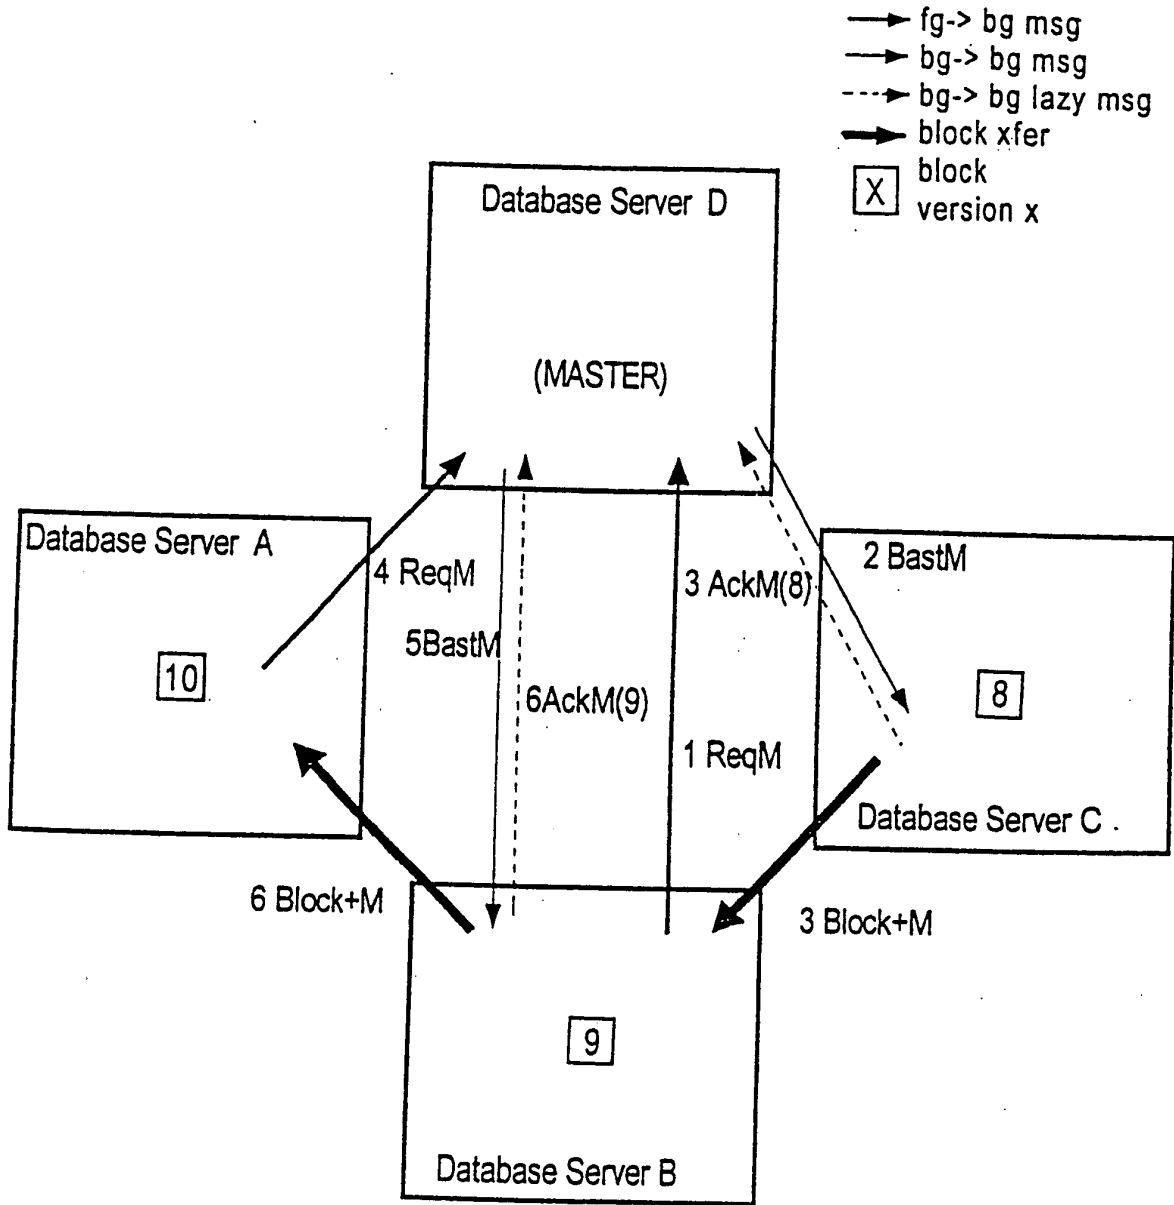 fg-> bg msg
bg-> bg msg
bg-> bg lazy msg
block xfer
X
block
version x
Database Server D
(MASTER)
Database Server A
4 ReqM
3 AckM(8)
2 BastM
5BastM
10
6AckM(9)
8
1 ReqM
Database Server C
6 Block+M
3 Block+M
9
Database Server B